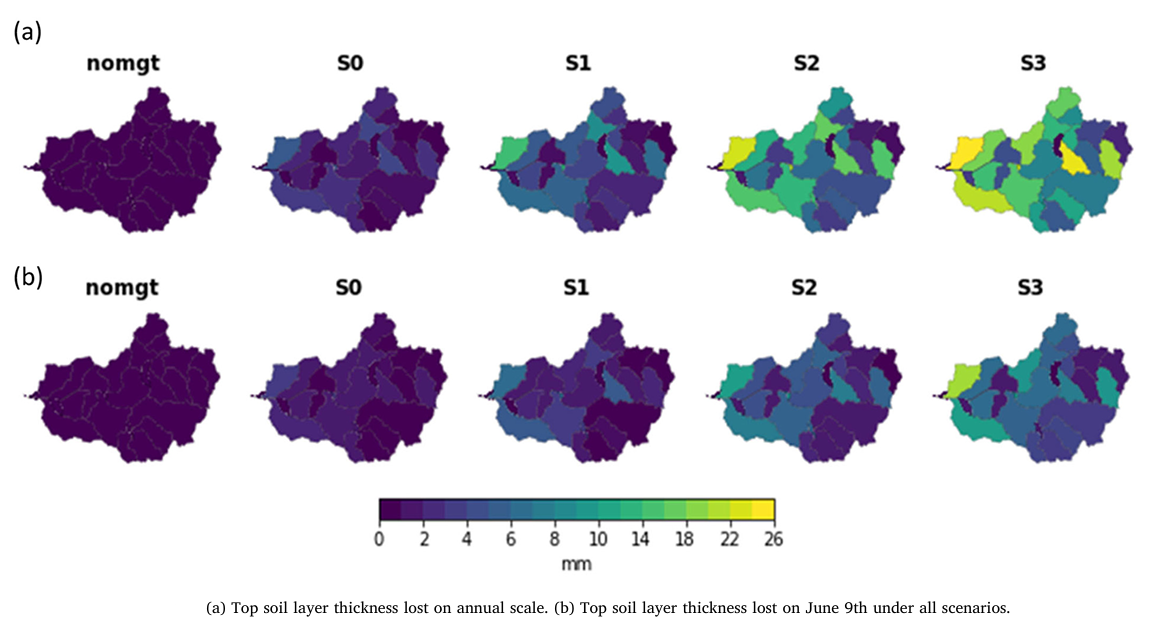 (a)
nomgt S0 S1 S2 S3
(b)
nomgt S0 S1 S2 S3
0 2 4 6 8 10 14 18 22 26
mm
(a) Top soil layer thickness lost on annual scale. (b) Top soil layer thickness lost on June 9th under all scenarios.